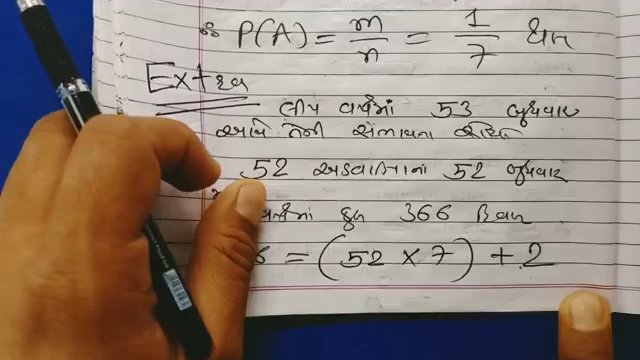 ∴ P(A) = m/n = 1/7 થાય
Extra
લીપ વર્ષમાં 53 બુધવાર
આવે તેની સંભાવના શોધો
52 અઠવાડિયાના 52 બુધવાર
વર્ષમાં કુલ 366 દિવસ
6 = (52 × 7) + 2